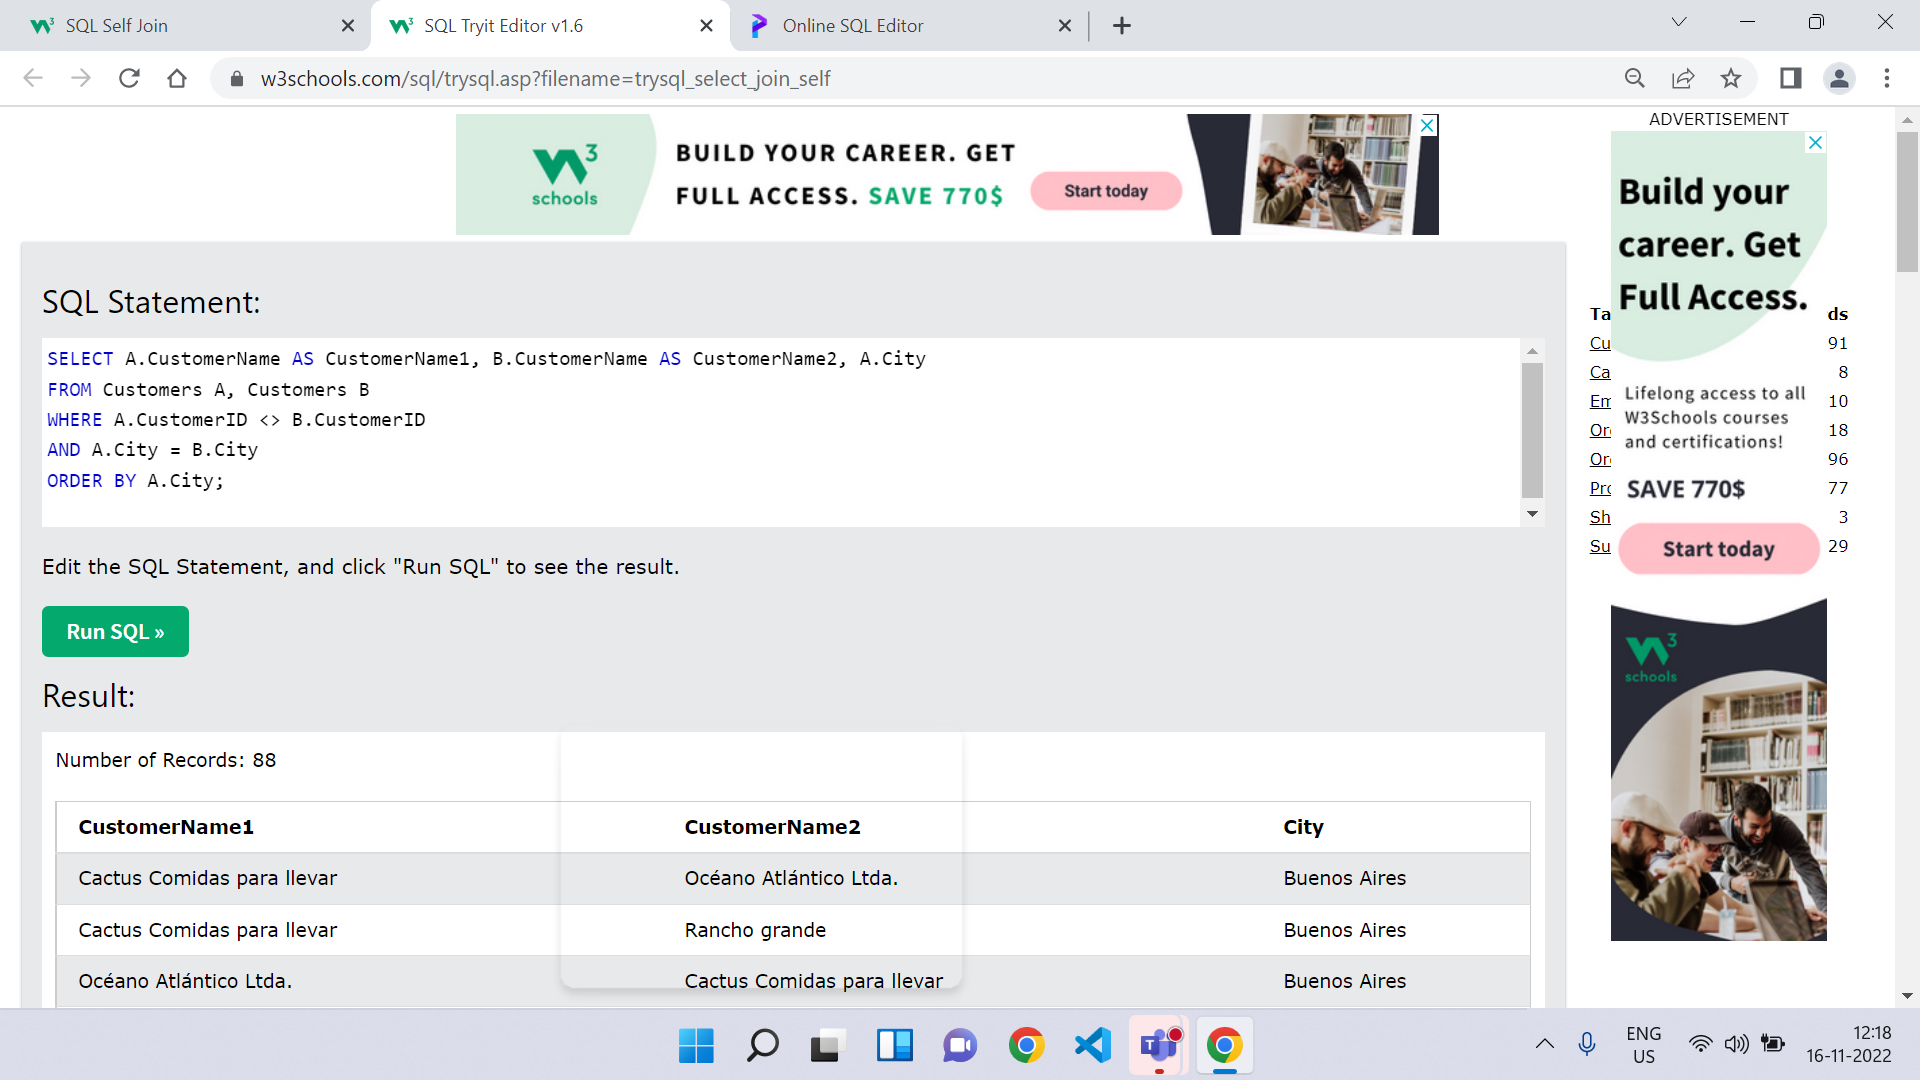 SQL Self Join
SQL Tryit Editor v1.6
Online SQL Editor
w3schools.com/sql/trysql.asp?filename=trysql_select_join_self
ADVERTISEMENT
3
schools
BUILD YOUR CAREER. GET
FULL ACCESS. SAVE 770$
Start today
SQL Statement:
SELECT A.CustomerName AS CustomerName1, B.CustomerName AS CustomerName2, A.City
FROM Customers A, Customers B
WHERE A.CustomerID <> B.CustomerID
AND A.City = B.City
ORDER BY A.City;
Edit the SQL Statement, and click "Run SQL" to see the result.
Run SQL »
Result:
Number of Records: 88
CustomerName1 CustomerName2 City
Cactus Comidas para llevar Océano Atlántico Ltda. Buenos Aires
Cactus Comidas para llevar Rancho grande Buenos Aires
Océano Atlántico Ltda. Cactus Comidas para llevar Buenos Aires
Build your
career. Get
Full Access.
Lifelong access to all
W3Schools courses
and certifications!
SAVE 770$
Start today
3
schools
Ta ds
Cu 91
Ca 8
Em 10
Or 18
Or 96
Pro 77
Sh 3
Su 29
T
ENG
US
12:18
16-11-2022